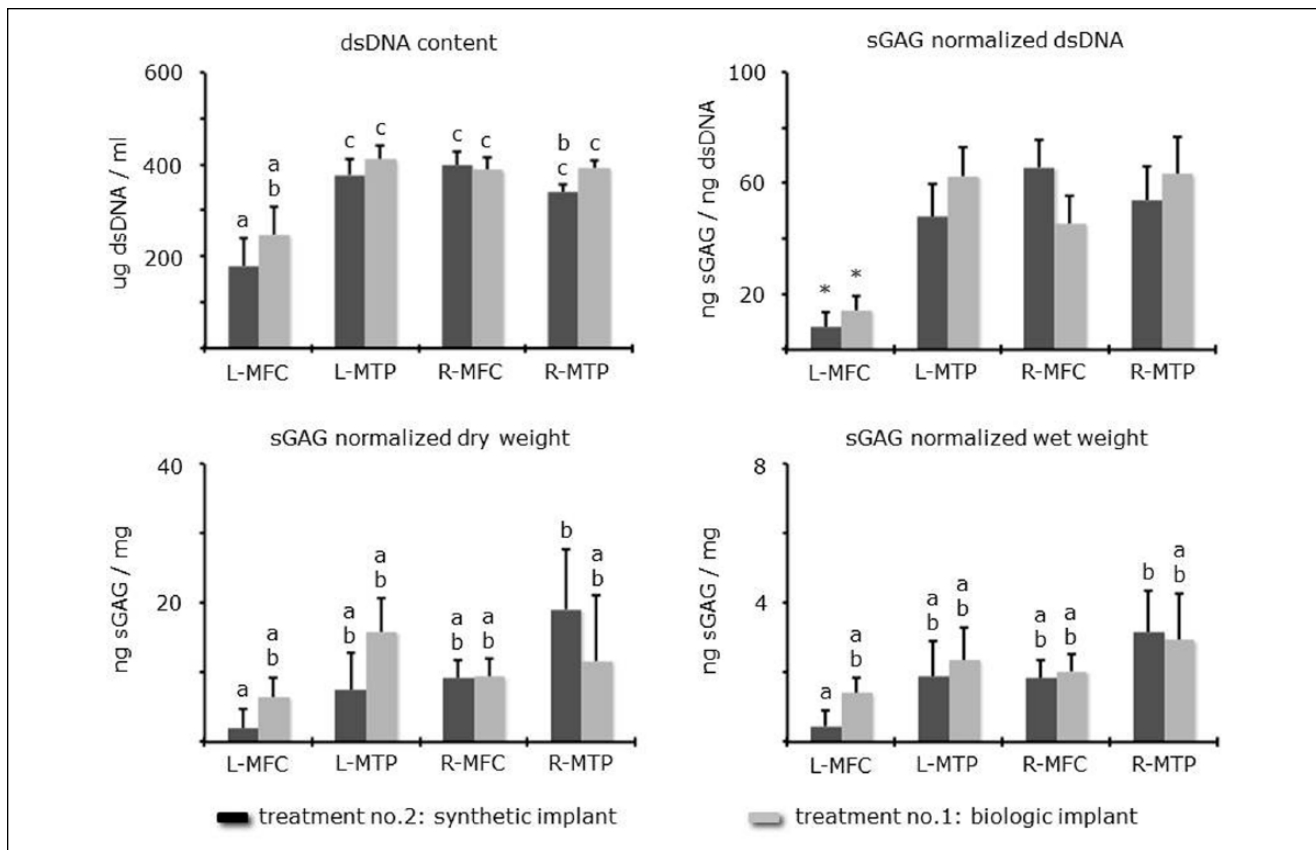 dsDNA content
600
400
200
ug dsDNA / ml
a
a
b
c
c
c
c
b
c
c
L-MFC
L-MTP
R-MFC
R-MTP
sGAG normalized dsDNA
100
60
20
ng sGAG / ng dsDNA
*
*
L-MFC
L-MTP
R-MFC
R-MTP
sGAG normalized dry weight
40
20
ng sGAG / mg
a
a
b
a
b
a
b
a
b
a
b
b
a
b
L-MFC
L-MTP
R-MFC
R-MTP
sGAG normalized wet weight
8
4
ng sGAG / mg
a
a
b
a
b
a
b
a
b
a
b
b
a
b
L-MFC
L-MTP
R-MFC
R-MTP
treatment no.2: synthetic implant
treatment no.1: biologic implant